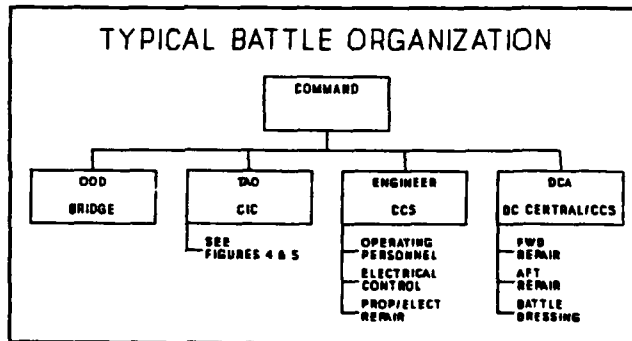 TYPICAL BATTLE ORGANIZATION
COMMAND
OOD
BRIDGE
TAO
CIC
SEE
FIGURES 4 & 5
ENGINEER
CCS
OPERATING
PERSONNEL
ELECTRICAL
CONTROL
PROP/ELECT
REPAIR
DCA
DC CENTRAL/CCS
FWD
REPAIR
AFT
REPAIR
BATTLE
DRESSING